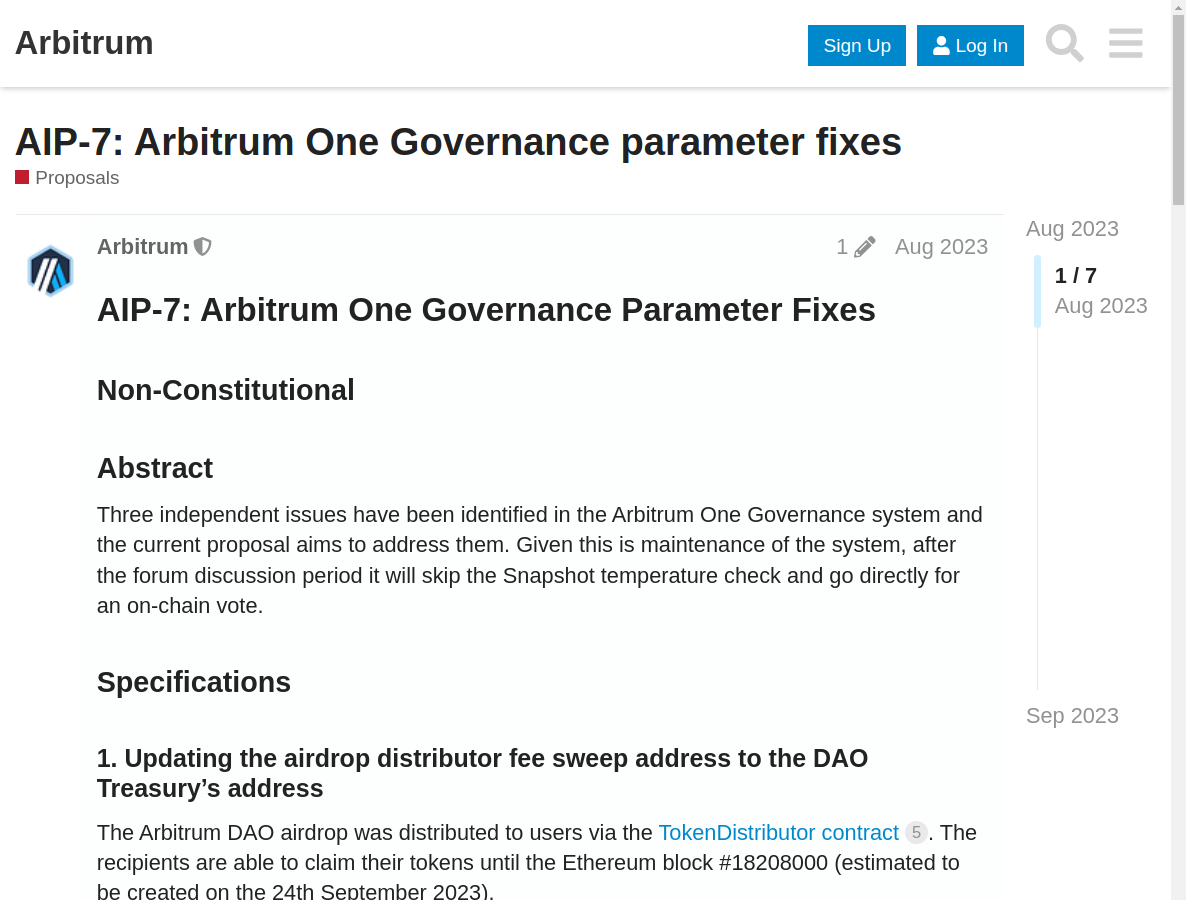 Arbitrum
Sign Up
Log In
AIP-7: Arbitrum One Governance parameter fixes
Proposals
Arbitrum
1
Aug 2023
AIP-7: Arbitrum One Governance Parameter Fixes
Non-Constitutional
Abstract
Three independent issues have been identified in the Arbitrum One Governance system and
the current proposal aims to address them. Given this is maintenance of the system, after
the forum discussion period it will skip the Snapshot temperature check and go directly for
an on-chain vote.
Specifications
1. Updating the airdrop distributor fee sweep address to the DAO
Treasury’s address
The Arbitrum DAO airdrop was distributed to users via the TokenDistributor contract 5. The
recipients are able to claim their tokens until the Ethereum block #18208000 (estimated to
be created on the 24th September 2023).
Aug 2023
1 / 7
Aug 2023
Sep 2023